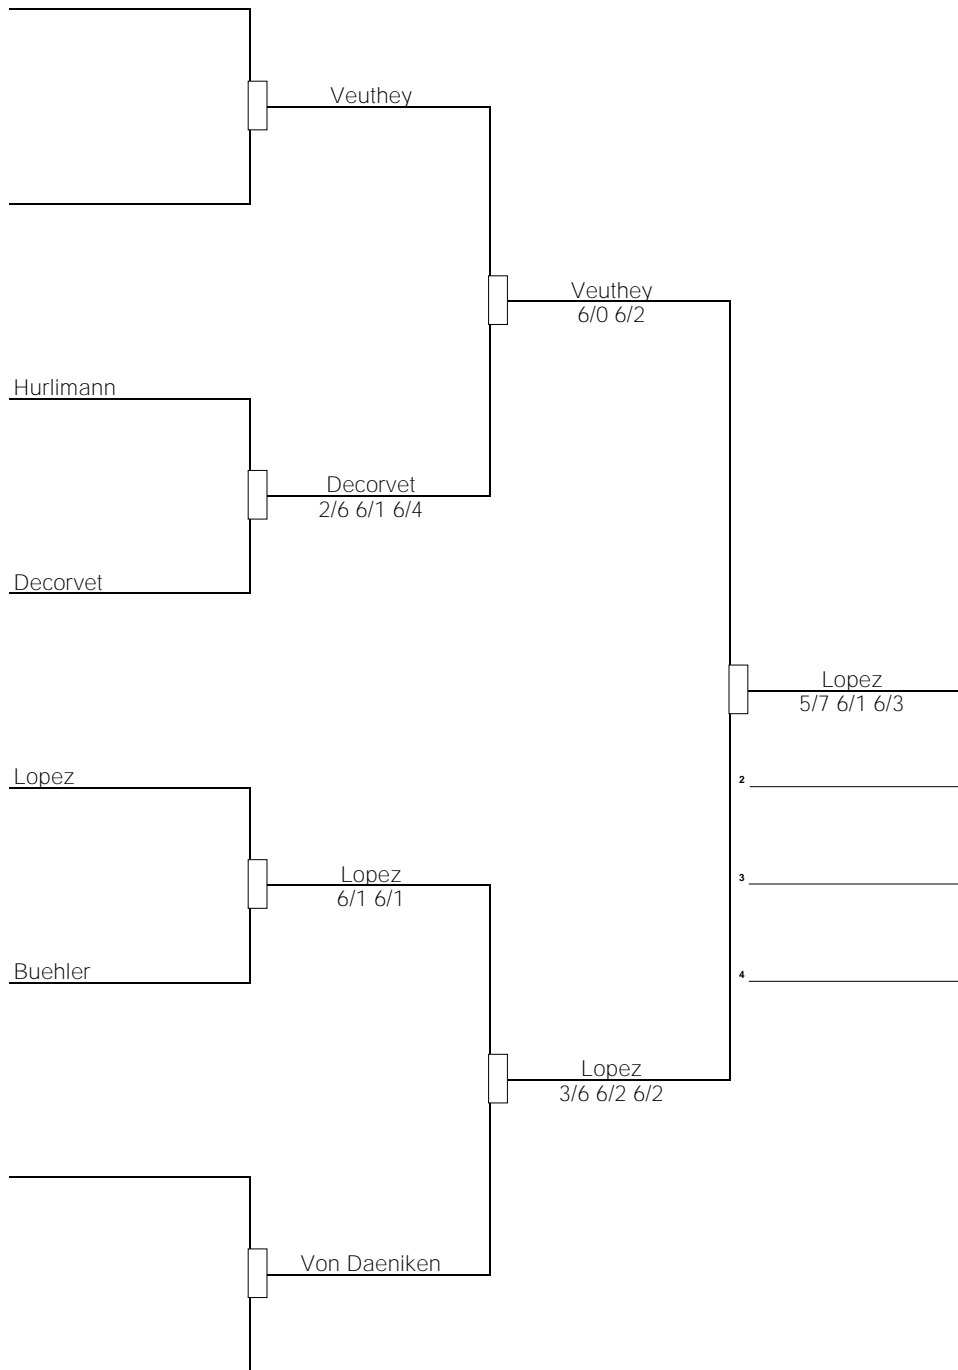 Veuthey
Veuthey
6/0 6/2
Hurlimann
Decorvet
2/6 6/1 6/4
Decorvet
Lopez
5/7 6/1 6/3
Lopez
2
Lopez
6/1 6/1
3
Buehler
4
Lopez
3/6 6/2 6/2
Von Daeniken